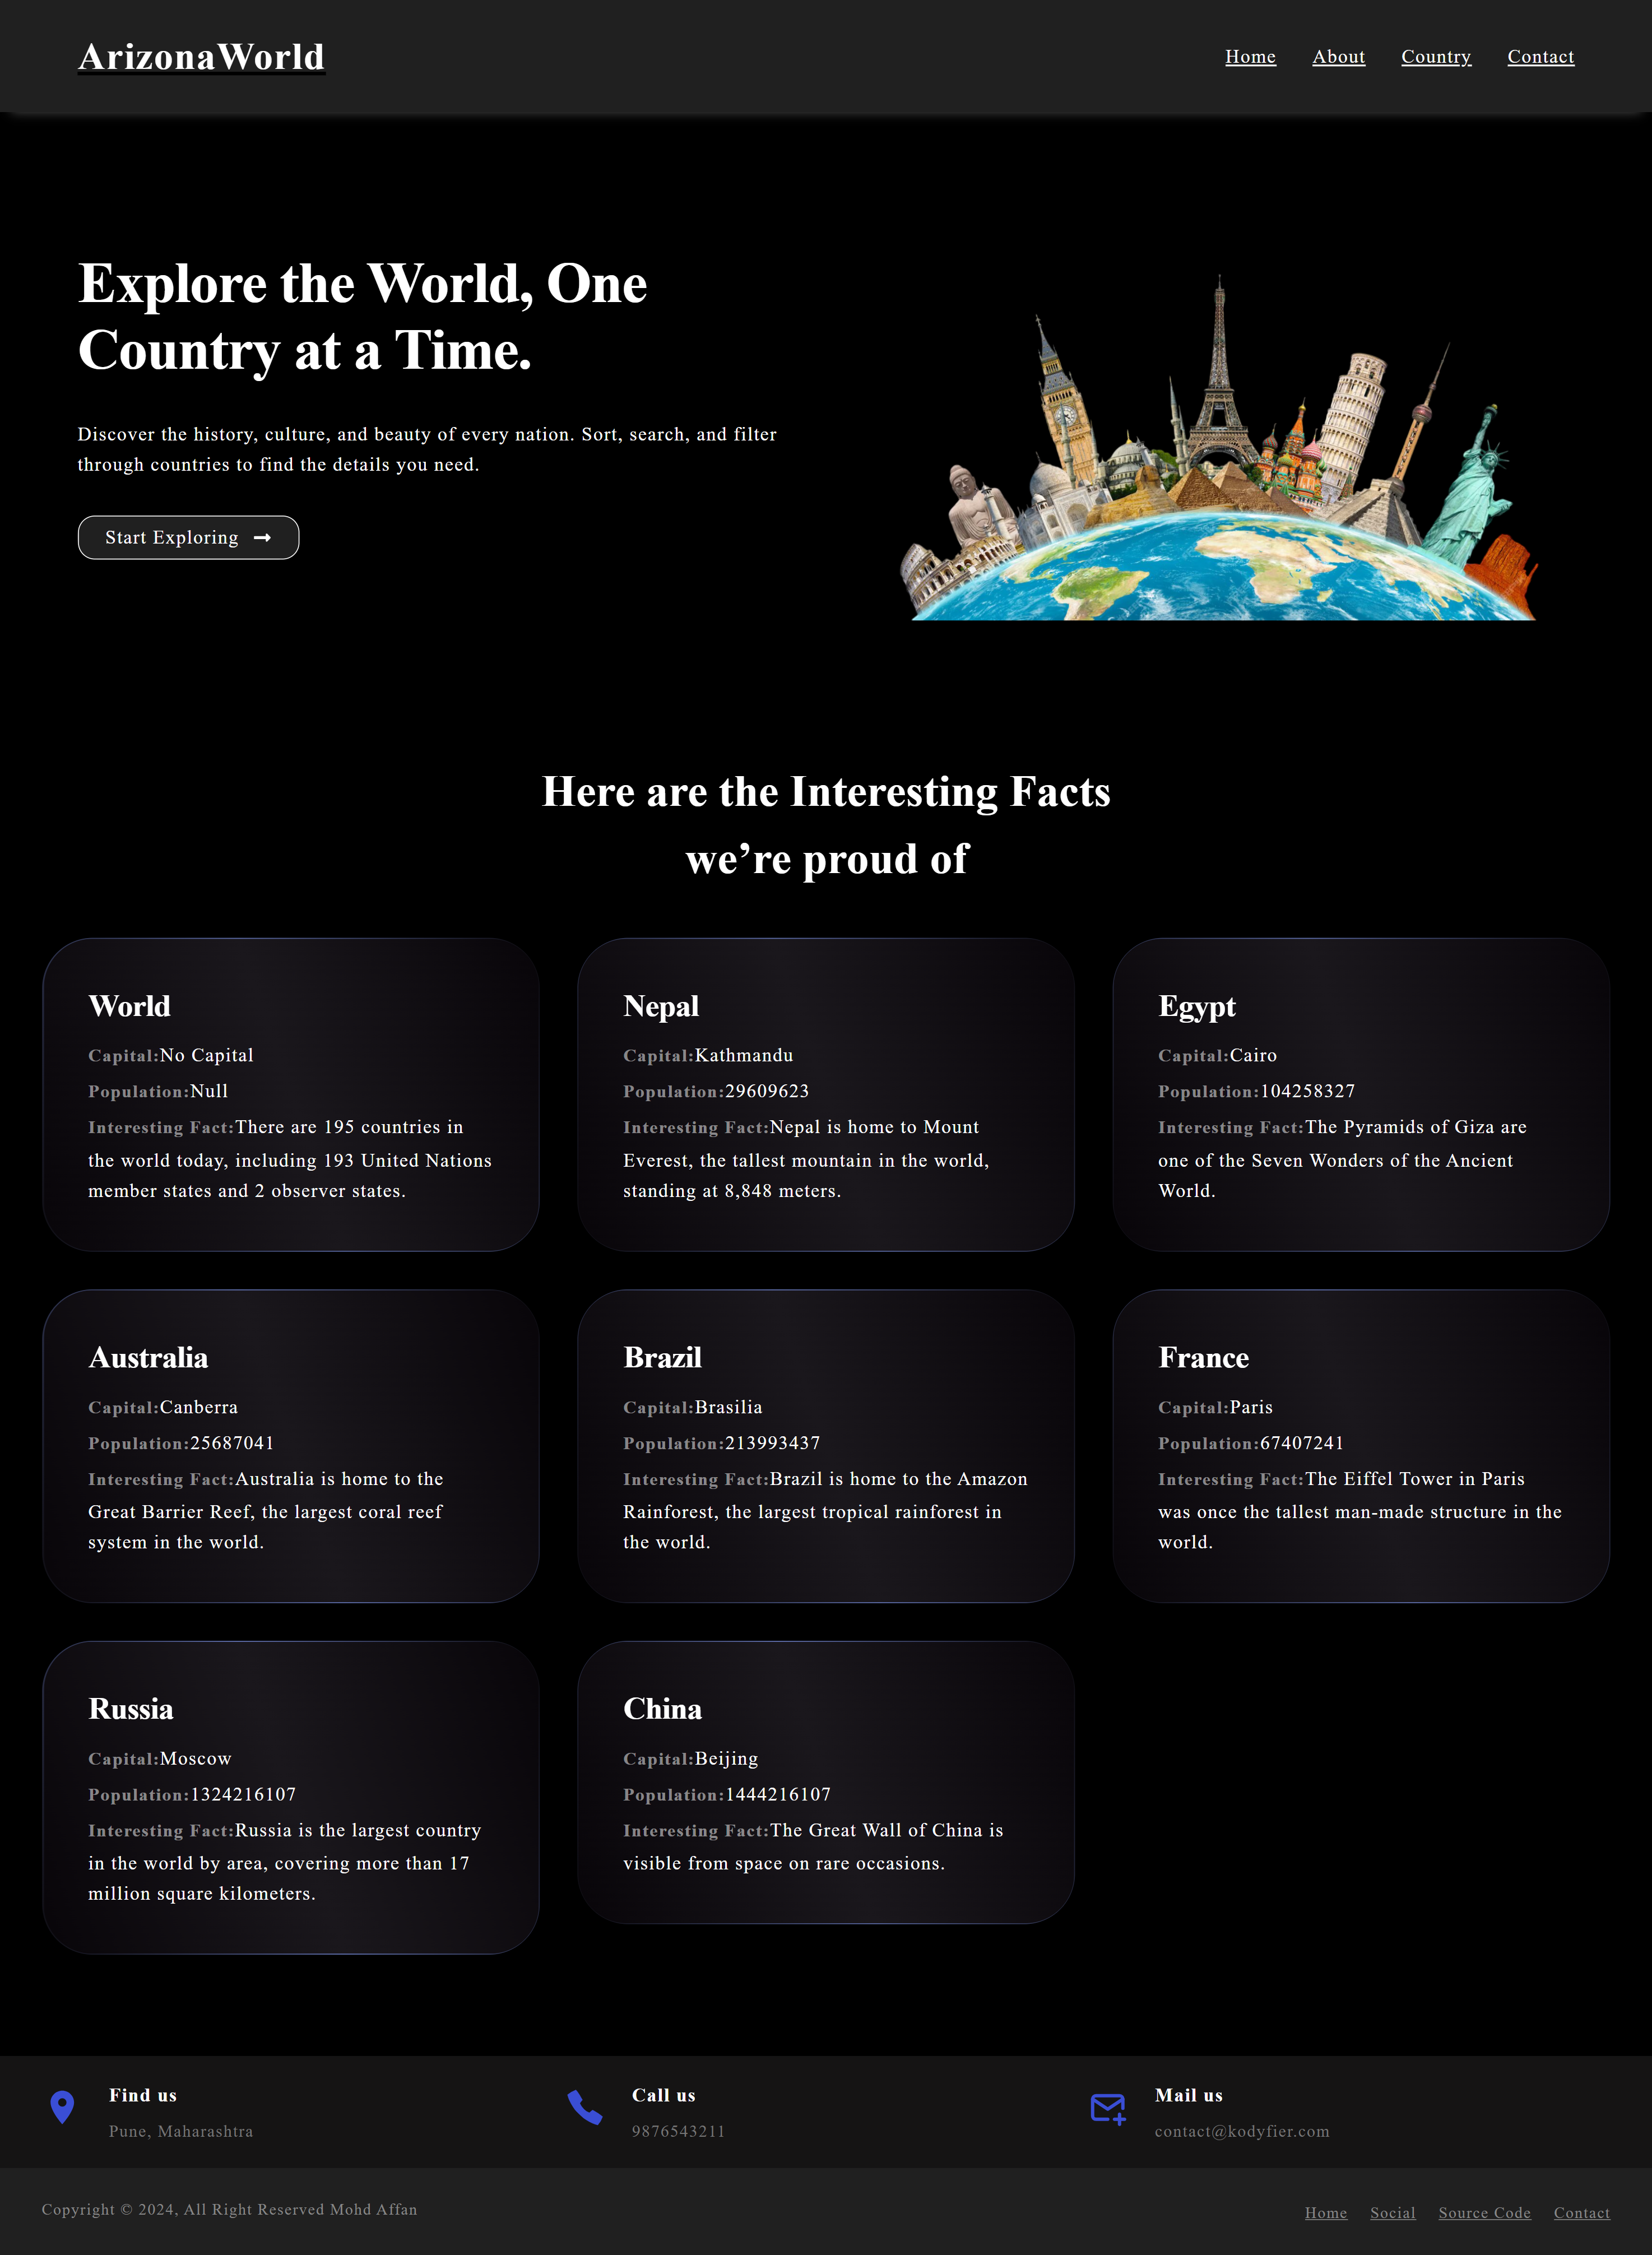 ArizonaWorld
Home About Country Contact
Explore the World, One
Country at a Time.
Discover the history, culture, and beauty of every nation. Sort, search, and filter
through countries to find the details you need.
Start Exploring
Here are the Interesting Facts
we’re proud of
World
Capital:No Capital
Population:Null
Interesting Fact:There are 195 countries in
the world today, including 193 United Nations
member states and 2 observer states.
Nepal
Capital:Kathmandu
Population:29609623
Interesting Fact:Nepal is home to Mount
Everest, the tallest mountain in the world,
standing at 8,848 meters.
Egypt
Capital:Cairo
Population:104258327
Interesting Fact:The Pyramids of Giza are
one of the Seven Wonders of the Ancient
World.
Australia
Capital:Canberra
Population:25687041
Interesting Fact:Australia is home to the
Great Barrier Reef, the largest coral reef
system in the world.
Brazil
Capital:Brasilia
Population:213993437
Interesting Fact:Brazil is home to the Amazon
Rainforest, the largest tropical rainforest in
the world.
France
Capital:Paris
Population:67407241
Interesting Fact:The Eiffel Tower in Paris
was once the tallest man-made structure in the
world.
Russia
Capital:Moscow
Population:1324216107
Interesting Fact:Russia is the largest country
in the world by area, covering more than 17
million square kilometers.
China
Capital:Beijing
Population:1444216107
Interesting Fact:The Great Wall of China is
visible from space on rare occasions.
Find us
Pune, Maharashtra
Call us
9876543211
Mail us
contact@kodyfier.com
Copyright © 2024, All Right Reserved Mohd Affan
Home Social Source Code Contact